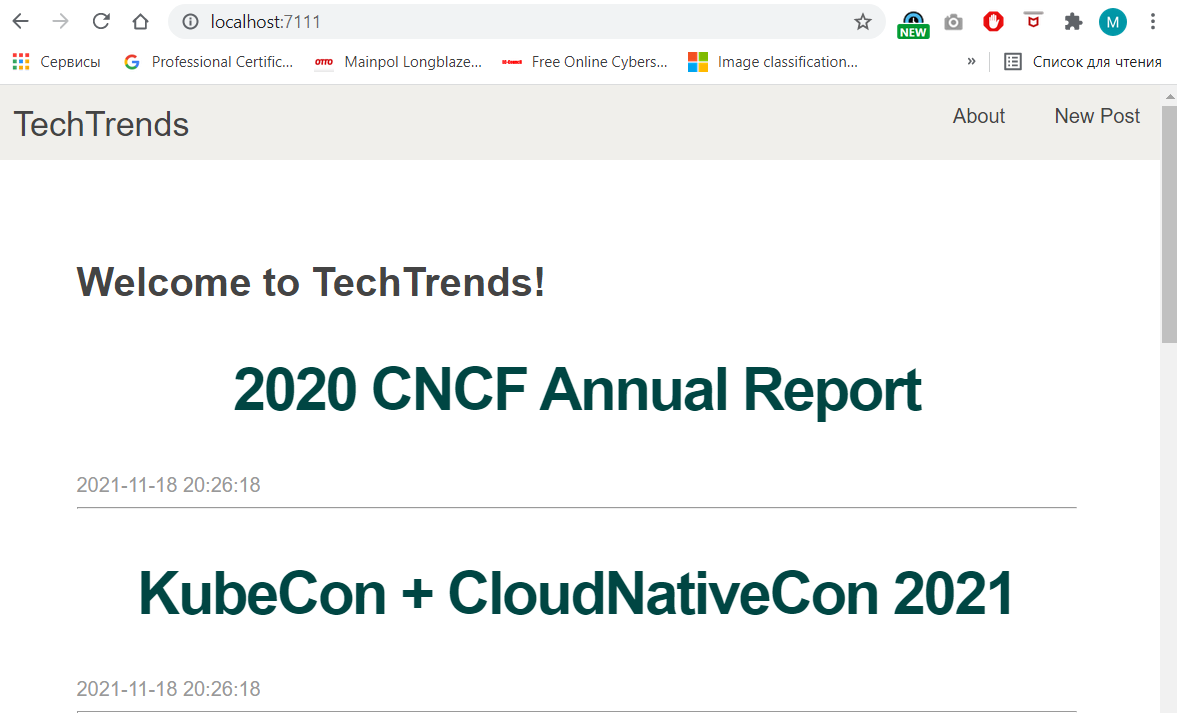 localhost:7111
NEW
M
Сервисы
Professional Certific...
OTTO
Mainpol Longblaze...
Free Online Cybers...
Image classification...
»
Список для чтения
TechTrends
About
New Post
Welcome to TechTrends!
2020 CNCF Annual Report
2021-11-18 20:26:18
KubeCon + CloudNativeCon 2021
2021-11-18 20:26:18